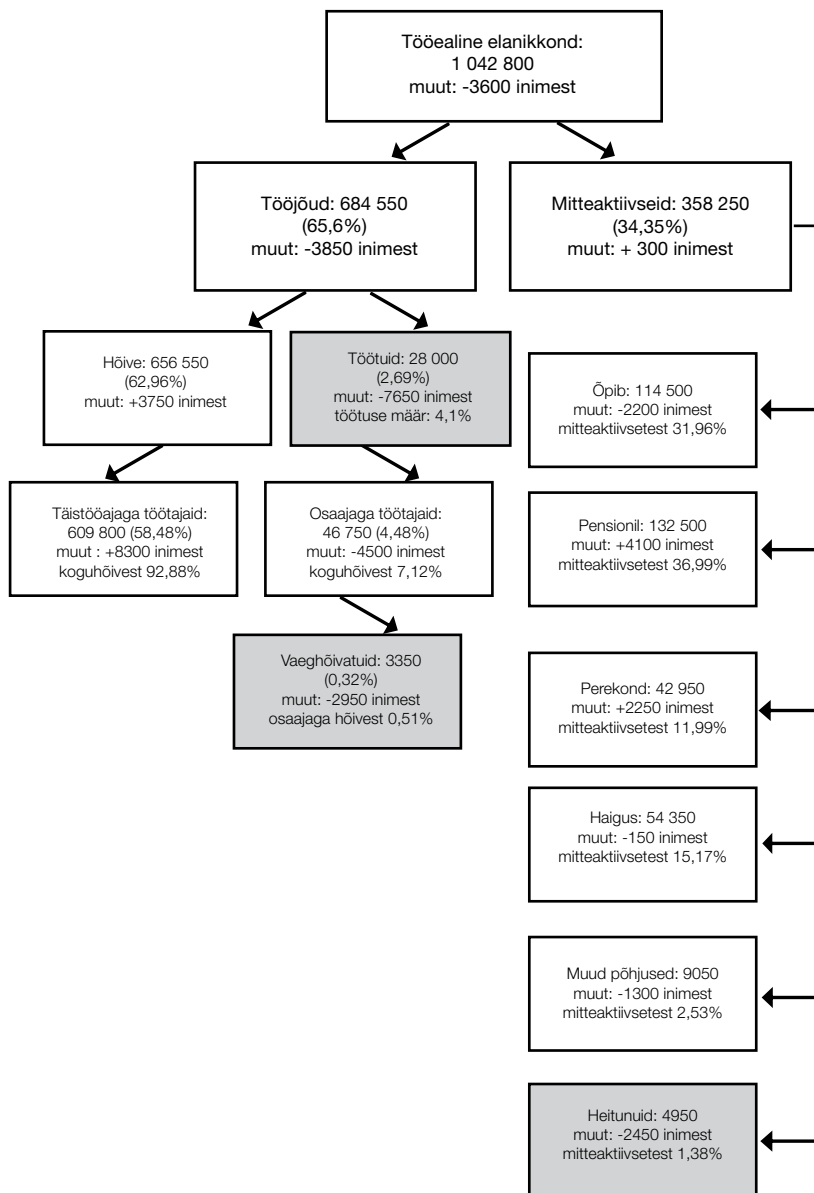 Tööealine elanikkond:
1 042 800
muut: -3600 inimest
Tööjõud: 684 550
(65,6%)
muut: -3850 inimest
Mitteaktiivseid: 358 250
(34,35%)
muut: + 300 inimest
Hõive: 656 550
(62,96%)
muut: +3750 inimest
Töötuid: 28 000
(2,69%)
muut: -7650 inimest
töötuse määr: 4,1%
Õpib: 114 500
muut: -2200 inimest
mitteaktiivsetest 31,96%
Täistööajaga töötajaid:
609 800 (58,48%)
muut : +8300 inimest
koguhõivest 92,88%
Osaajaga töötajaid:
46 750 (4,48%)
muut: -4500 inimest
koguhõivest 7,12%
Pensionil: 132 500
muut: +4100 inimest
mitteaktiivsetest 36,99%
Vaeghõivatuid: 3350
(0,32%)
muut: -2950 inimest
osaajaga hõivest 0,51%
Perekond: 42 950
muut: +2250 inimest
mitteaktiivsetest 11,99%
Haigus: 54 350
muut: -150 inimest
mitteaktiivsetest 15,17%
Muud põhjused: 9050
muut: -1300 inimest
mitteaktiivsetest 2,53%
Heitunuid: 4950
muut: -2450 inimest
mitteaktiivsetest 1,38%